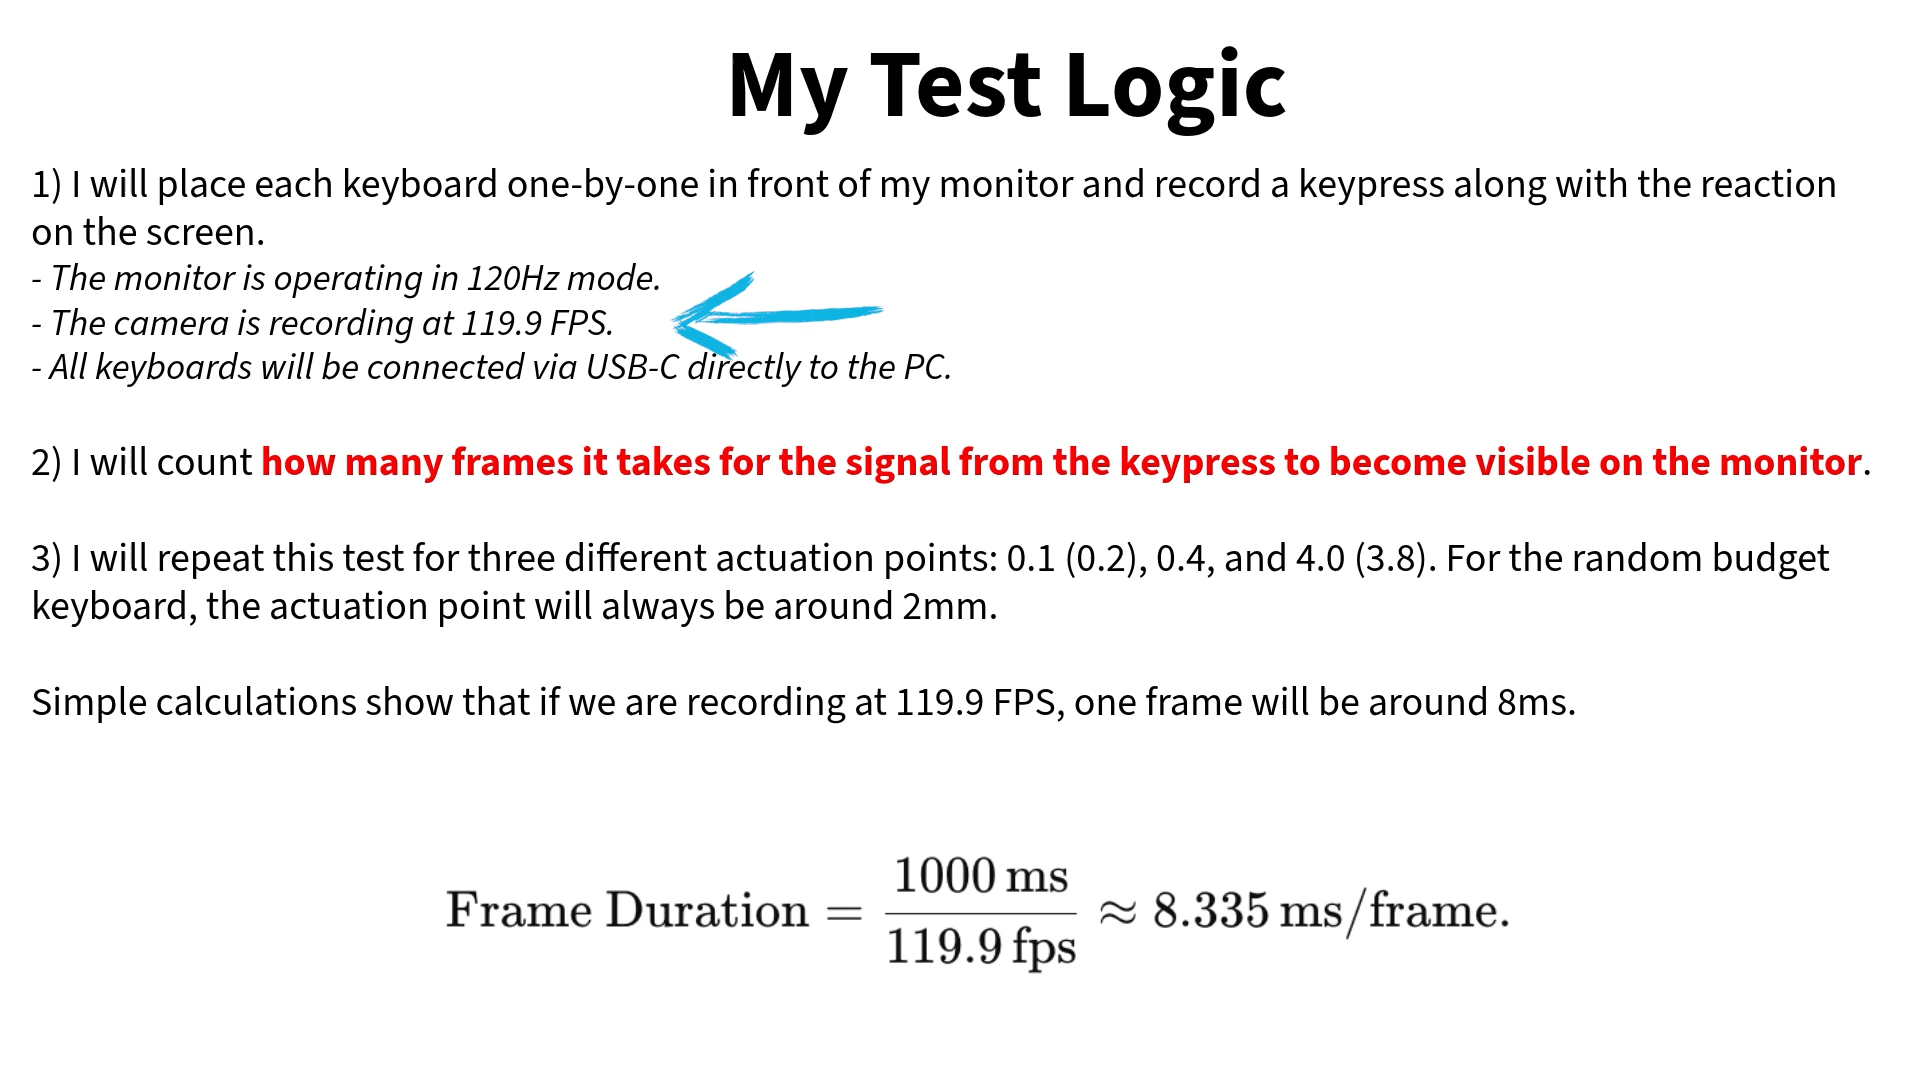 My Test Logic
1) I will place each keyboard one-by-one in front of my monitor and record a keypress along with the reaction
on the screen.
- The monitor is operating in 120Hz mode.
- The camera is recording at 119.9 FPS.
- All keyboards will be connected via USB-C directly to the PC.
2) I will count how many frames it takes for the signal from the keypress to become visible on the monitor.
3) I will repeat this test for three different actuation points: 0.1 (0.2), 0.4, and 4.0 (3.8). For the random budget
keyboard, the actuation point will always be around 2mm.
Simple calculations show that if we are recording at 119.9 FPS, one frame will be around 8ms.
Frame Duration = 1000 ms / 119.9 fps ≈ 8.335 ms/frame.